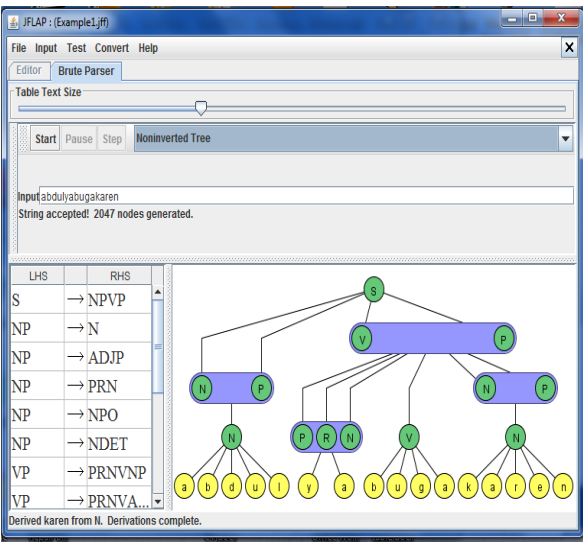 JFLAP : (Example1.jff)
File Input Test Convert Help X
Editor Brute Parser
Table Text Size
Start Pause Step Noninverted Tree
Input abdulyabugakaren
String accepted! 2047 nodes generated.
LHS RHS
S → NPVP
NP → N
NP → ADJP
NP → PRN
NP → NPO
NP → NDET
VP → PRNVNP
VP → PRNVA...
S
V P
N P N P
N P R N V N
a b d u l y a b u g a k a r e n
Derived karen from N. Derivations complete.